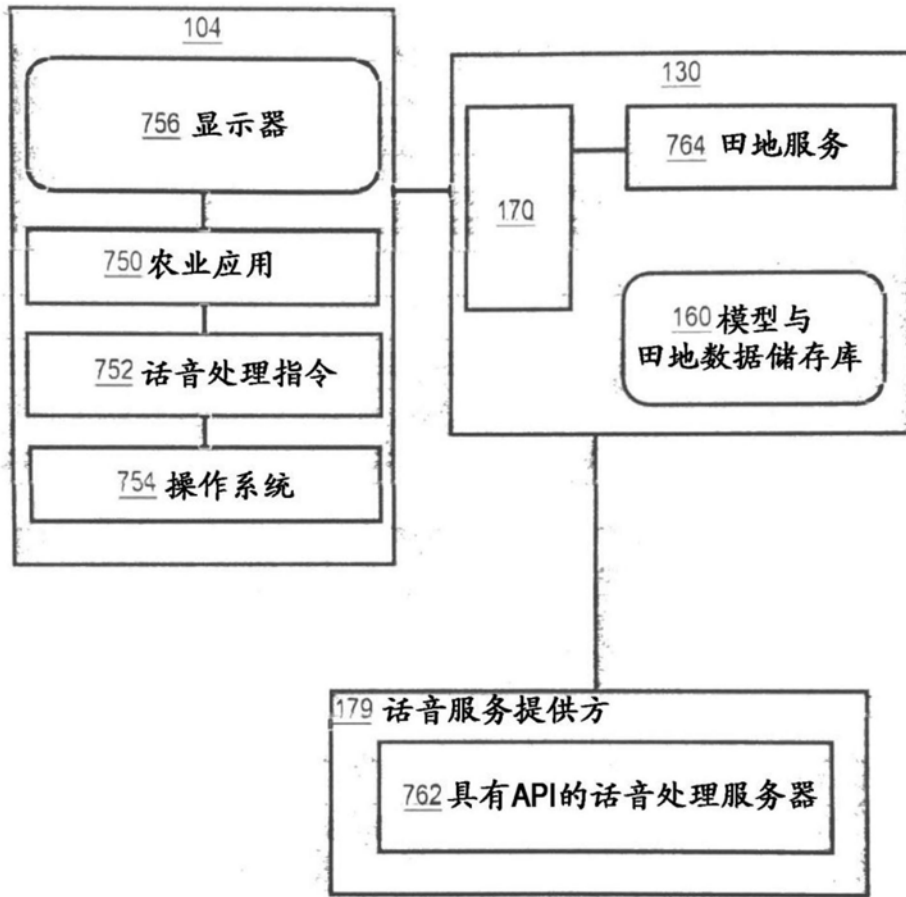 104
756 显示器
750 农业应用
752 话音处理指令
754 操作系统
130
170
764 田地服务
160 模型与
田地数据储存库
179 话音服务提供方
762 具有API的话音处理服务器